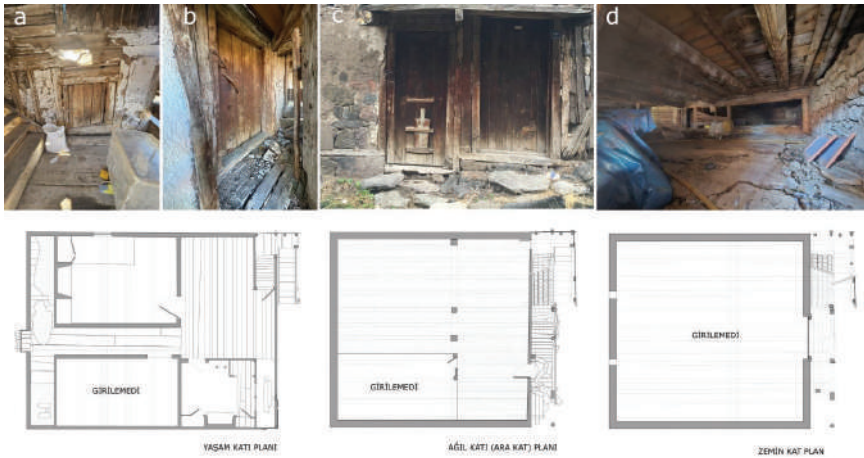 a
b
c
d
GİRİLEMEDİ
YAŞAM KATI PLANI
GİRİLEMEDİ
AĞIL KATI (ARA KAT) PLANI
GİRİLEMEDİ
ZEMİN KAT PLAN